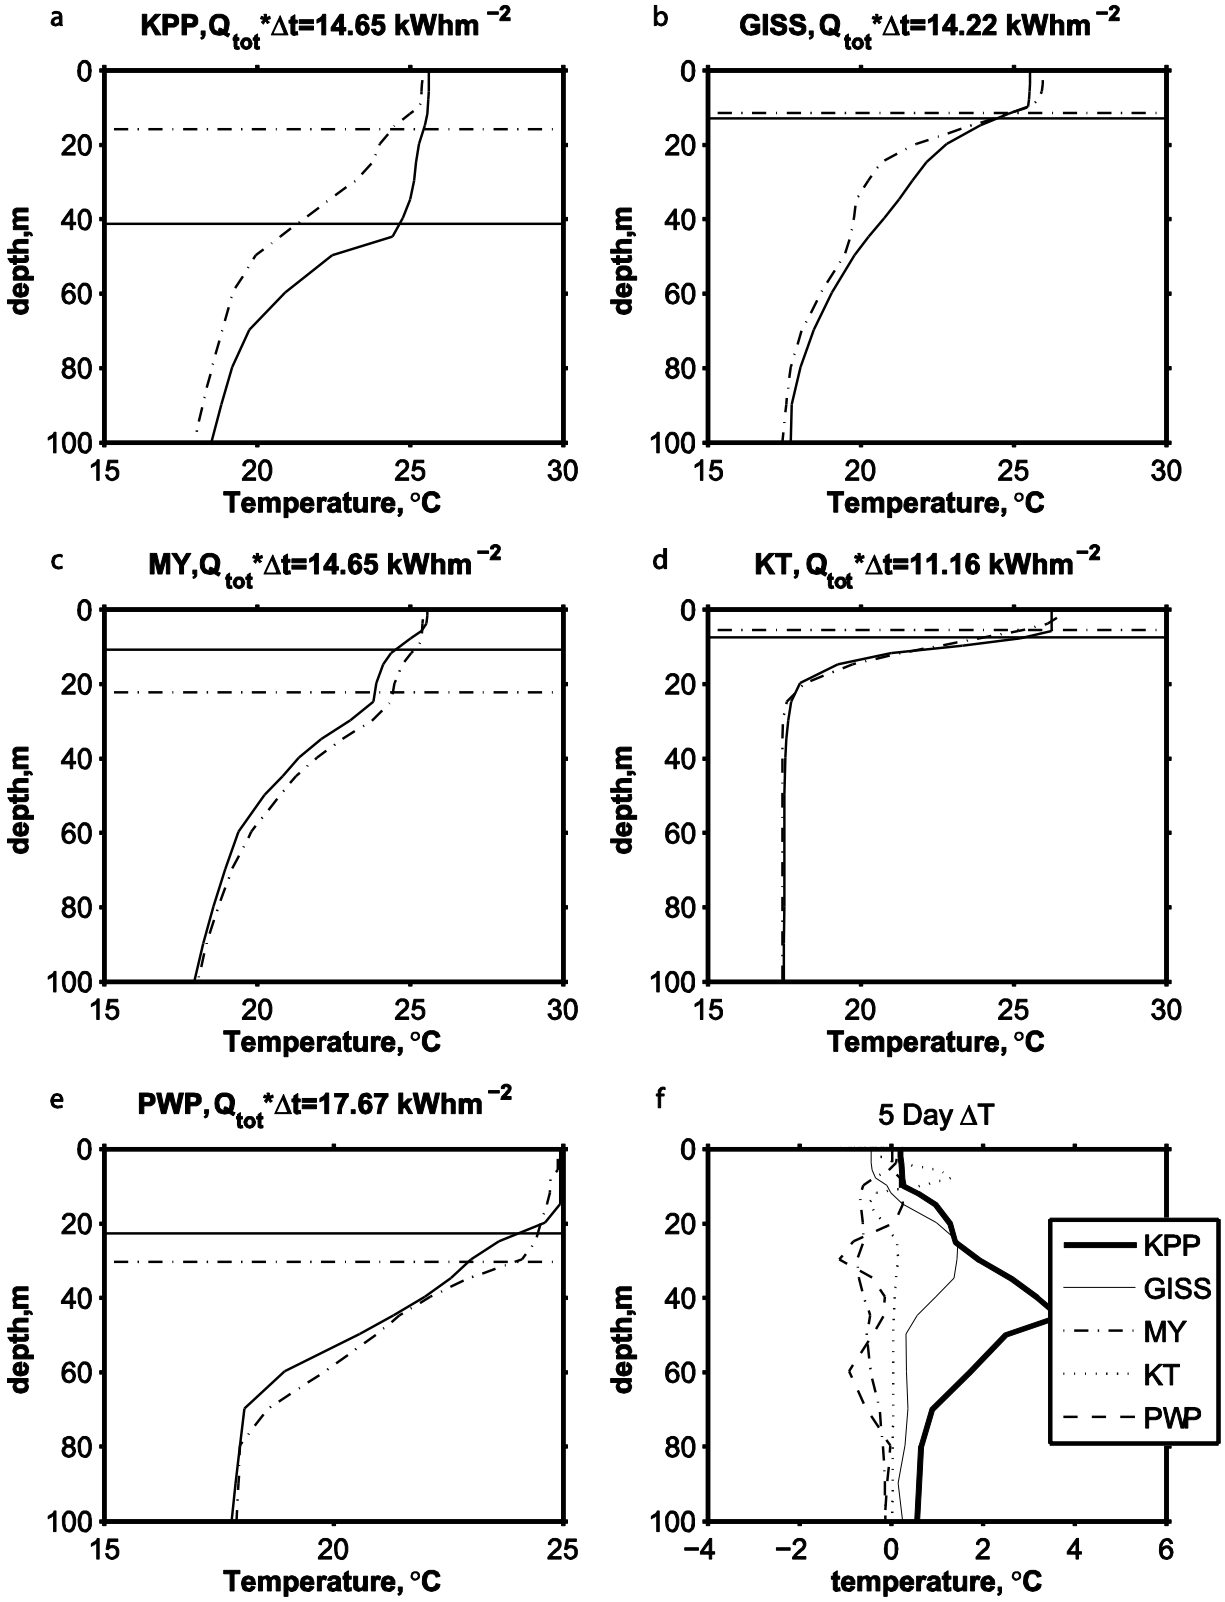 a
KPP,Qtot*Δt=14.65 kWhm−2
0
20
40
60
80
100
depth,m
15 20 25 30
Temperature, °C
b
GISS,Qtot*Δt=14.22 kWhm−2
0
20
40
60
80
100
depth,m
15 20 25 30
Temperature, °C
c
MY,Qtot*Δt=14.65 kWhm−2
0
20
40
60
80
100
depth,m
15 20 25 30
Temperature, °C
d
KT, Qtot*Δt=11.16 kWhm−2
0
20
40
60
80
100
depth,m
15 20 25 30
temperature, °C
e
PWP,Qtot*Δt=17.67 kWhm−2
0
20
40
60
80
100
depth,m
15 20 25
Temperature, °C
f
5 Day ΔT
0
20
40
60
80
100
depth,m
−4 −2 0 2 4 6
temperature, °C
KPP
GISS
MY
KT
PWP